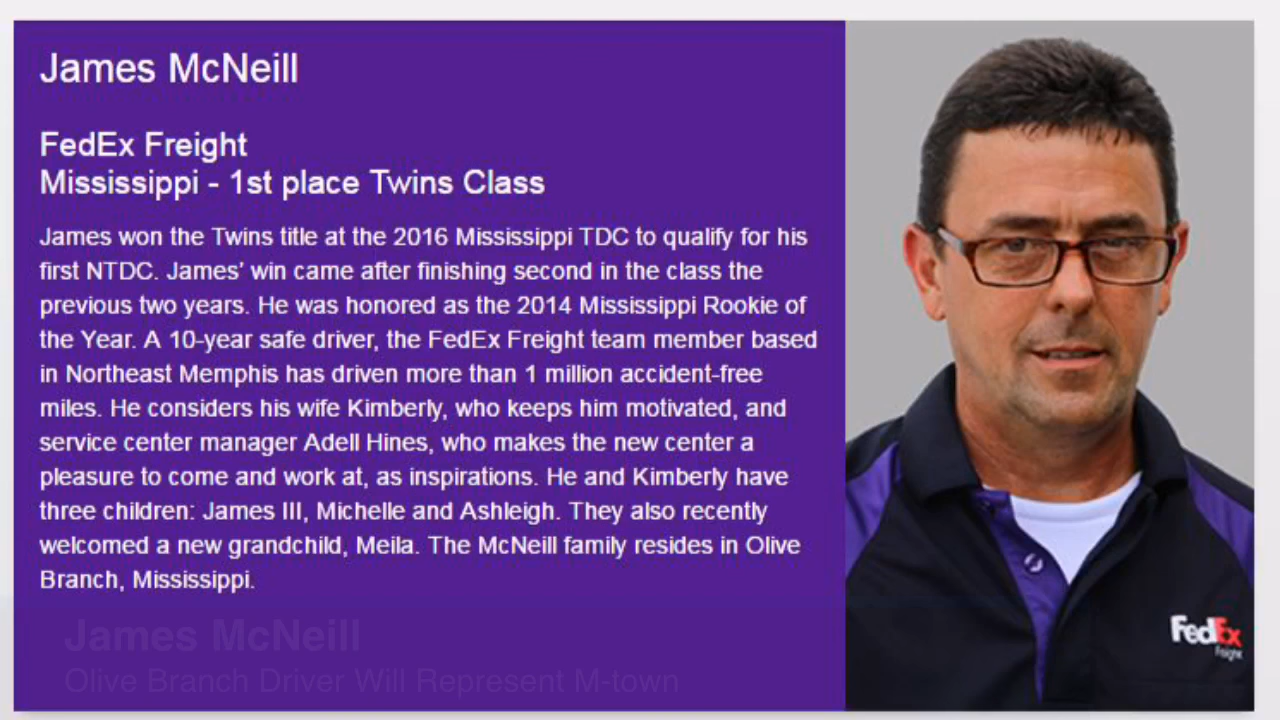 James McNeill
FedEx Freight
Mississippi - 1st place Twins Class
James won the Twins title at the 2016 Mississippi TDC to qualify for his
first NTDC. James' win came after finishing second in the class the
previous two years. He was honored as the 2014 Mississippi Rookie of
the Year. A 10-year safe driver, the FedEx Freight team member based
in Northeast Memphis has driven more than 1 million accident-free
miles. He considers his wife Kimberly, who keeps him motivated, and
service center manager Adell Hines, who makes the new center a
pleasure to come and work at, as inspirations. He and Kimberly have
three children: James III, Michelle and Ashleigh. They also recently
welcomed a new grandchild, Meila. The McNeill family resides in Olive
Branch, Mississippi.
James McNeill
Olive Branch Driver Will Represent M-town
FedEx
Freight